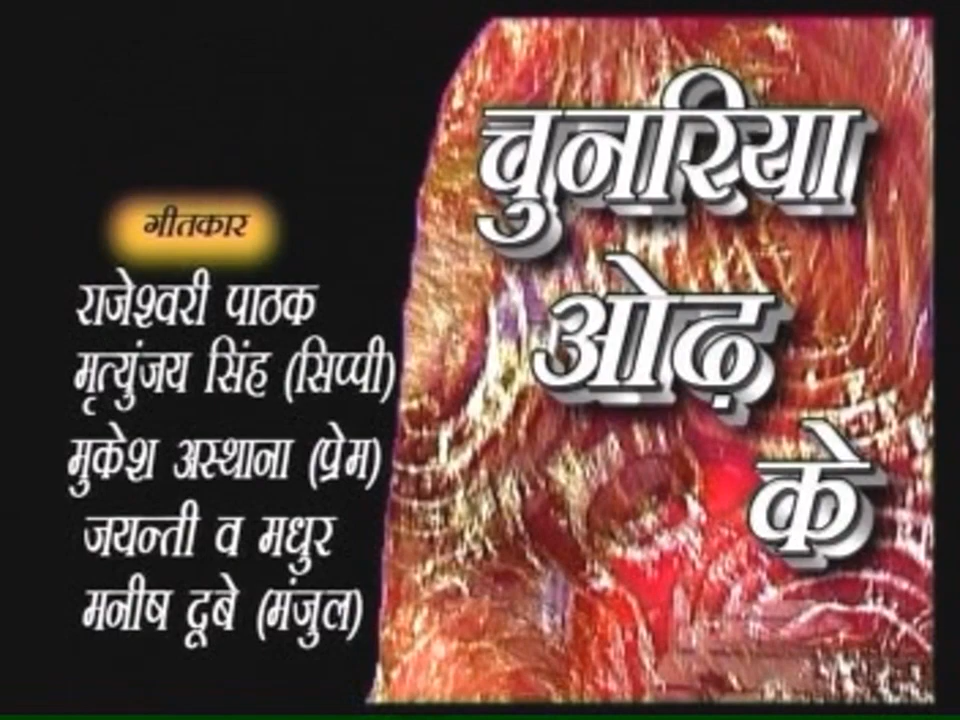 गीतकार
राजेश्वरी पाठक
मृत्युंजय सिंह (सिप्पी)
मुकेश अस्थाना (प्रेम)
जयन्ती व मधुर
मनीष दूबे (मंजुल)
चुनरिया
ओढ़
के